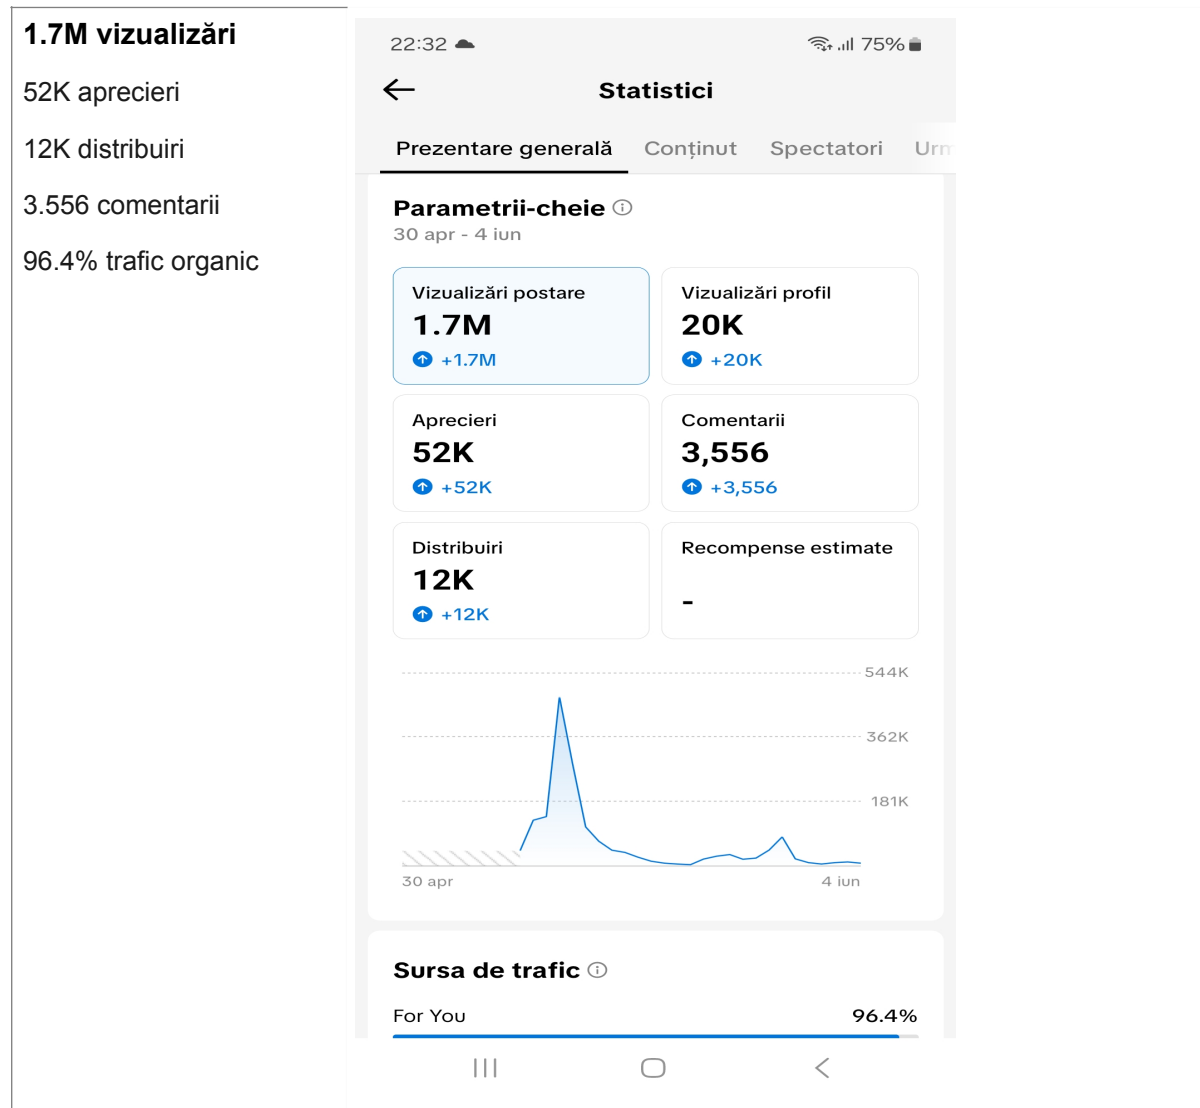 1.7M vizualizări
52K aprecieri
12K distribuiri
3.556 comentarii
96.4% trafic organic
22:32 75%
Statistici
Prezentare generală Conținut Spectatori Urm
Parametrii-cheie
30 apr - 4 iun
Vizualizări postare Vizualizări profil
1.7M 20K
+1.7M +20K
Aprecieri Comentarii
52K 3,556
+52K +3,556
Distribuiri Recompense estimate
12K -
+12K
544K
362K
181K
30 apr 4 iun
Sursa de trafic
For You 96.4%